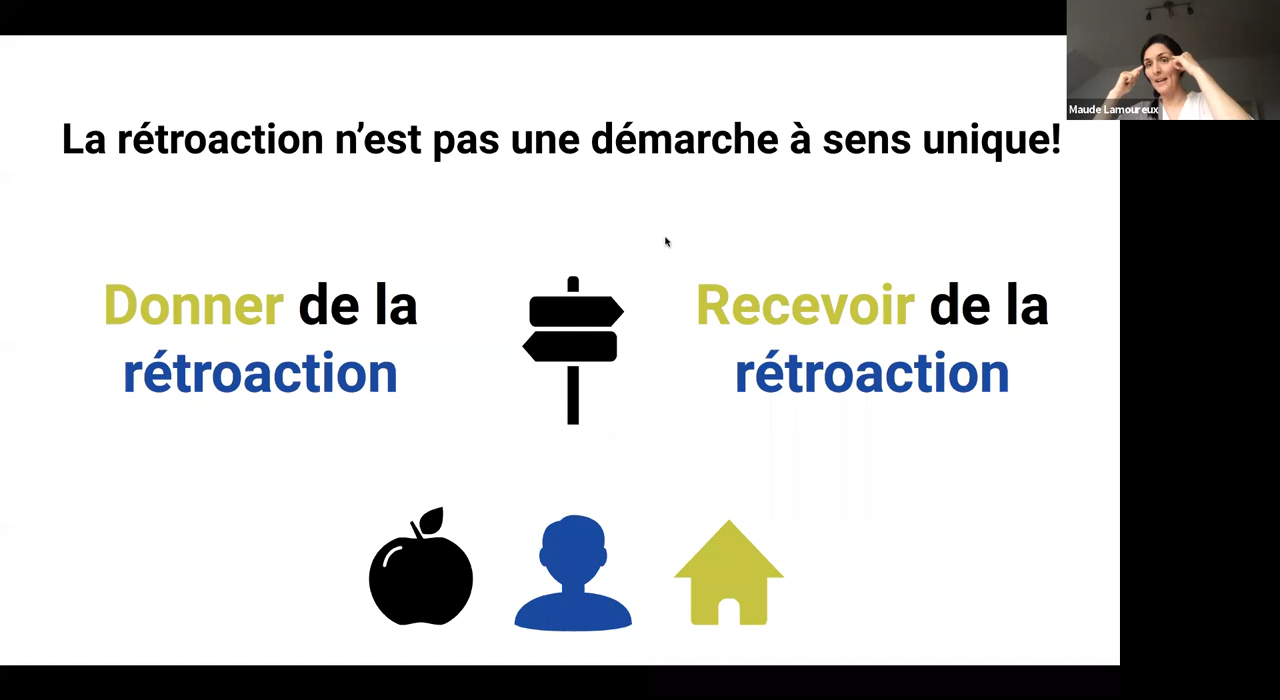 Maude Lamoureux
La rétroaction n’est pas une démarche à sens unique!
Donner de la
rétroaction
Recevoir de la
rétroaction